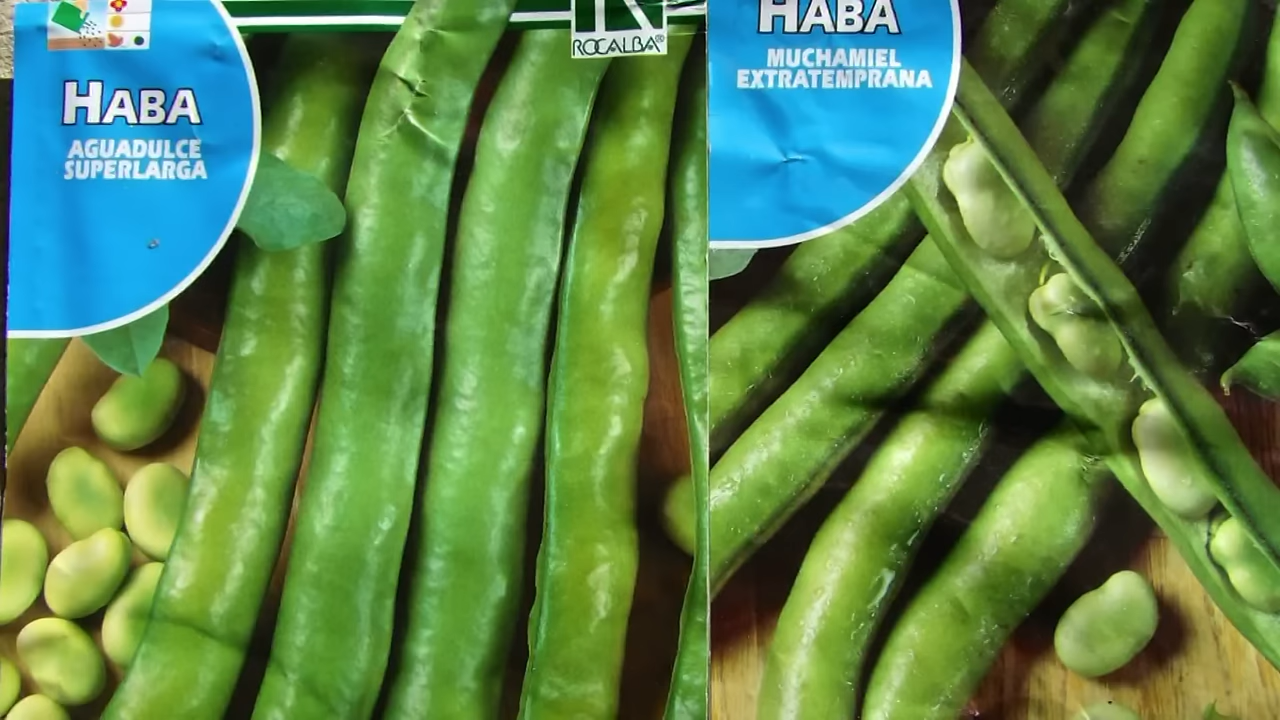 HABA
AGUADULCE
SUPERLARGA
ROCALBA®
HABA
MUCHAMIEL
EXTRATEMPRANA